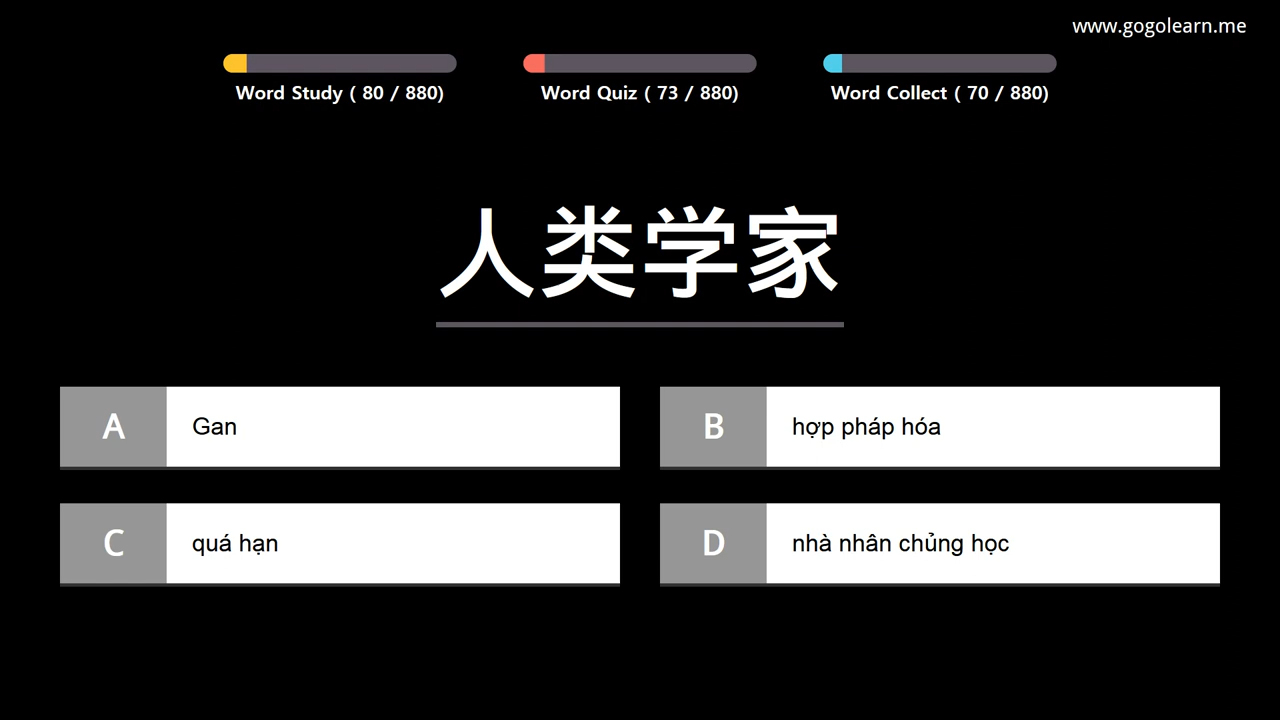 www.gogolearn.me
Word Study ( 80 / 880)
Word Quiz ( 73 / 880)
Word Collect ( 70 / 880)
人类学家
A Gan
B hợp pháp hóa
C quá hạn
D nhà nhân chủng học